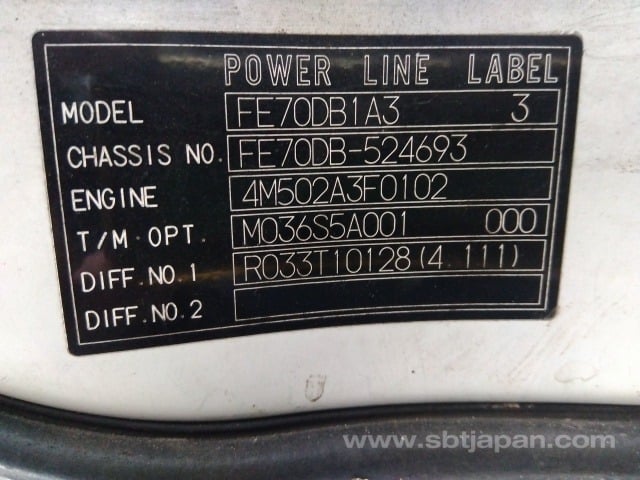 POWER LINE LABEL
MODEL FE70DB1A3 3
CHASSIS NO. FE70DB-524693
ENGINE 4M502A3F0102
T/M OPT. M036S5A001 000
DIFF.NO.1 R033T10128(4.111)
DIFF.NO.2
www.sbtjapan.com